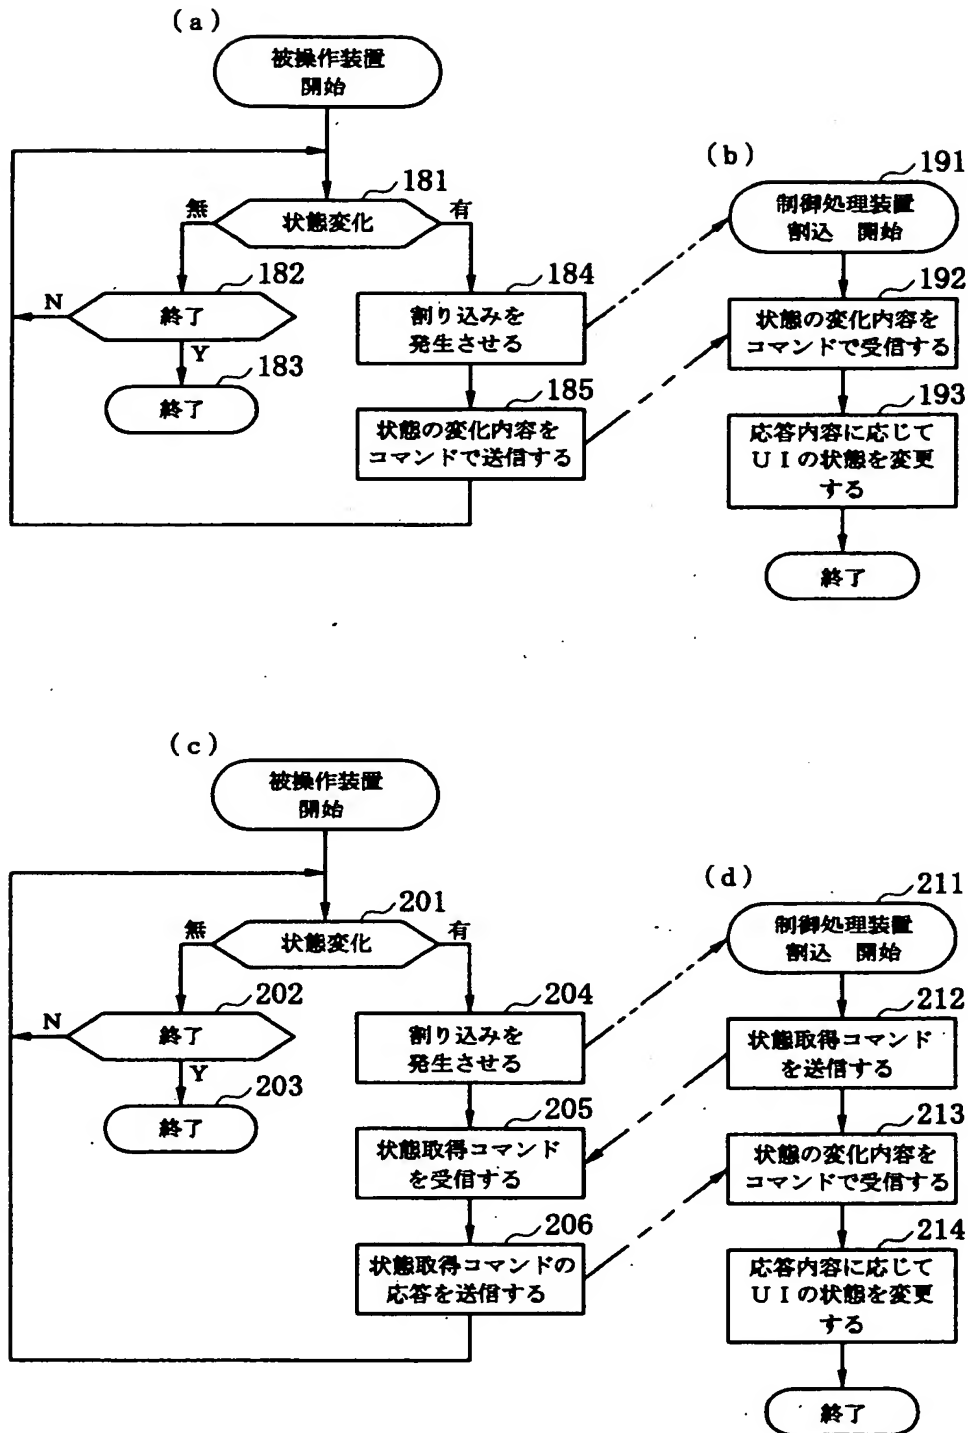 (a)
被操作装置
開始
181
無
状態変化
有
182
N
終了
Y
183
終了
184
割り込みを
発生させる
185
状態の変化内容を
コマンドで送信する
(b)
191
制御処理装置
割込 開始
192
状態の変化内容を
コマンドで受信する
193
応答内容に応じて
UIの状態を変更
する
終了
(c)
被操作装置
開始
201
無
状態変化
有
202
N
終了
Y
203
終了
204
割り込みを
発生させる
205
状態取得コマンド
を受信する
206
状態取得コマンドの
応答を送信する
(d)
211
制御処理装置
割込 開始
212
状態取得コマンド
を送信する
213
状態の変化内容を
コマンドで受信する
214
応答内容に応じて
UIの状態を変更
する
終了